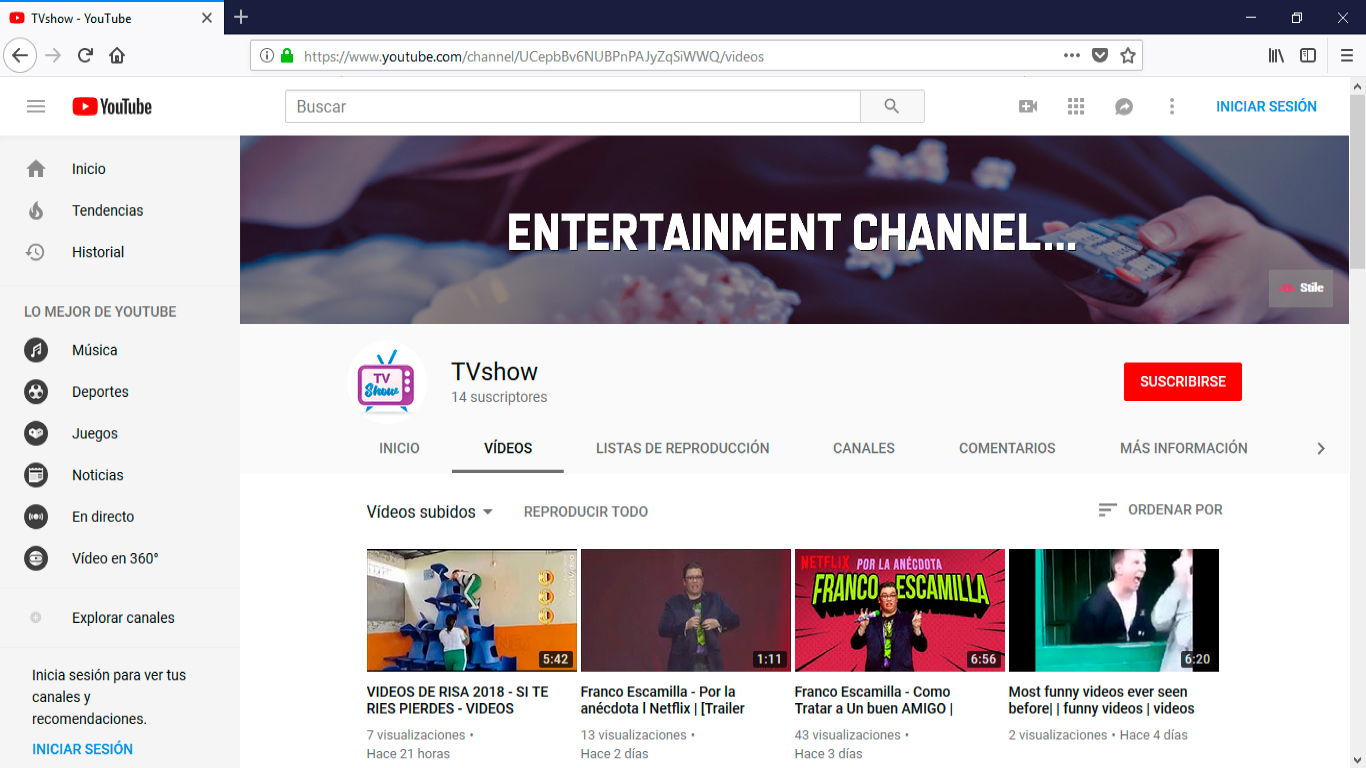 TVshow - YouTube
https://www.youtube.com/channel/UCepbBv6NUBPnPAJyZqSiWWQ/videos
YouTube
Buscar
INICIAR SESIÓN
Inicio
Tendencias
Historial
LO MEJOR DE YOUTUBE
Música
Deportes
Juegos
Noticias
En directo
Vídeo en 360°
Explorar canales
Inicia sesión para ver tus
canales y
recomendaciones.
INICIAR SESIÓN
ENTERTAINMENT CHANNEL...
Stile
TV
Show
TVshow
14 suscriptores
SUSCRIBIRSE
INICIO VÍDEOS LISTAS DE REPRODUCCIÓN CANALES COMENTARIOS MÁS INFORMACIÓN
Vídeos subidos REPRODUCIR TODO ORDENAR POR
5:42
VIDEOS DE RISA 2018 - SI TE
RIES PIERDES - VIDEOS
7 visualizaciones •
Hace 21 horas
1:11
Franco Escamilla - Por la
anécdota l Netflix | [Trailer
13 visualizaciones •
Hace 2 días
NETFLIX POR LA ANÉCDOTA
FRANCO ESCAMILLA
6:56
Franco Escamilla - Como
Tratar a Un buen AMIGO |
43 visualizaciones •
Hace 3 días
6:20
Most funny videos ever seen
before| | funny videos | videos
2 visualizaciones • Hace 4 días